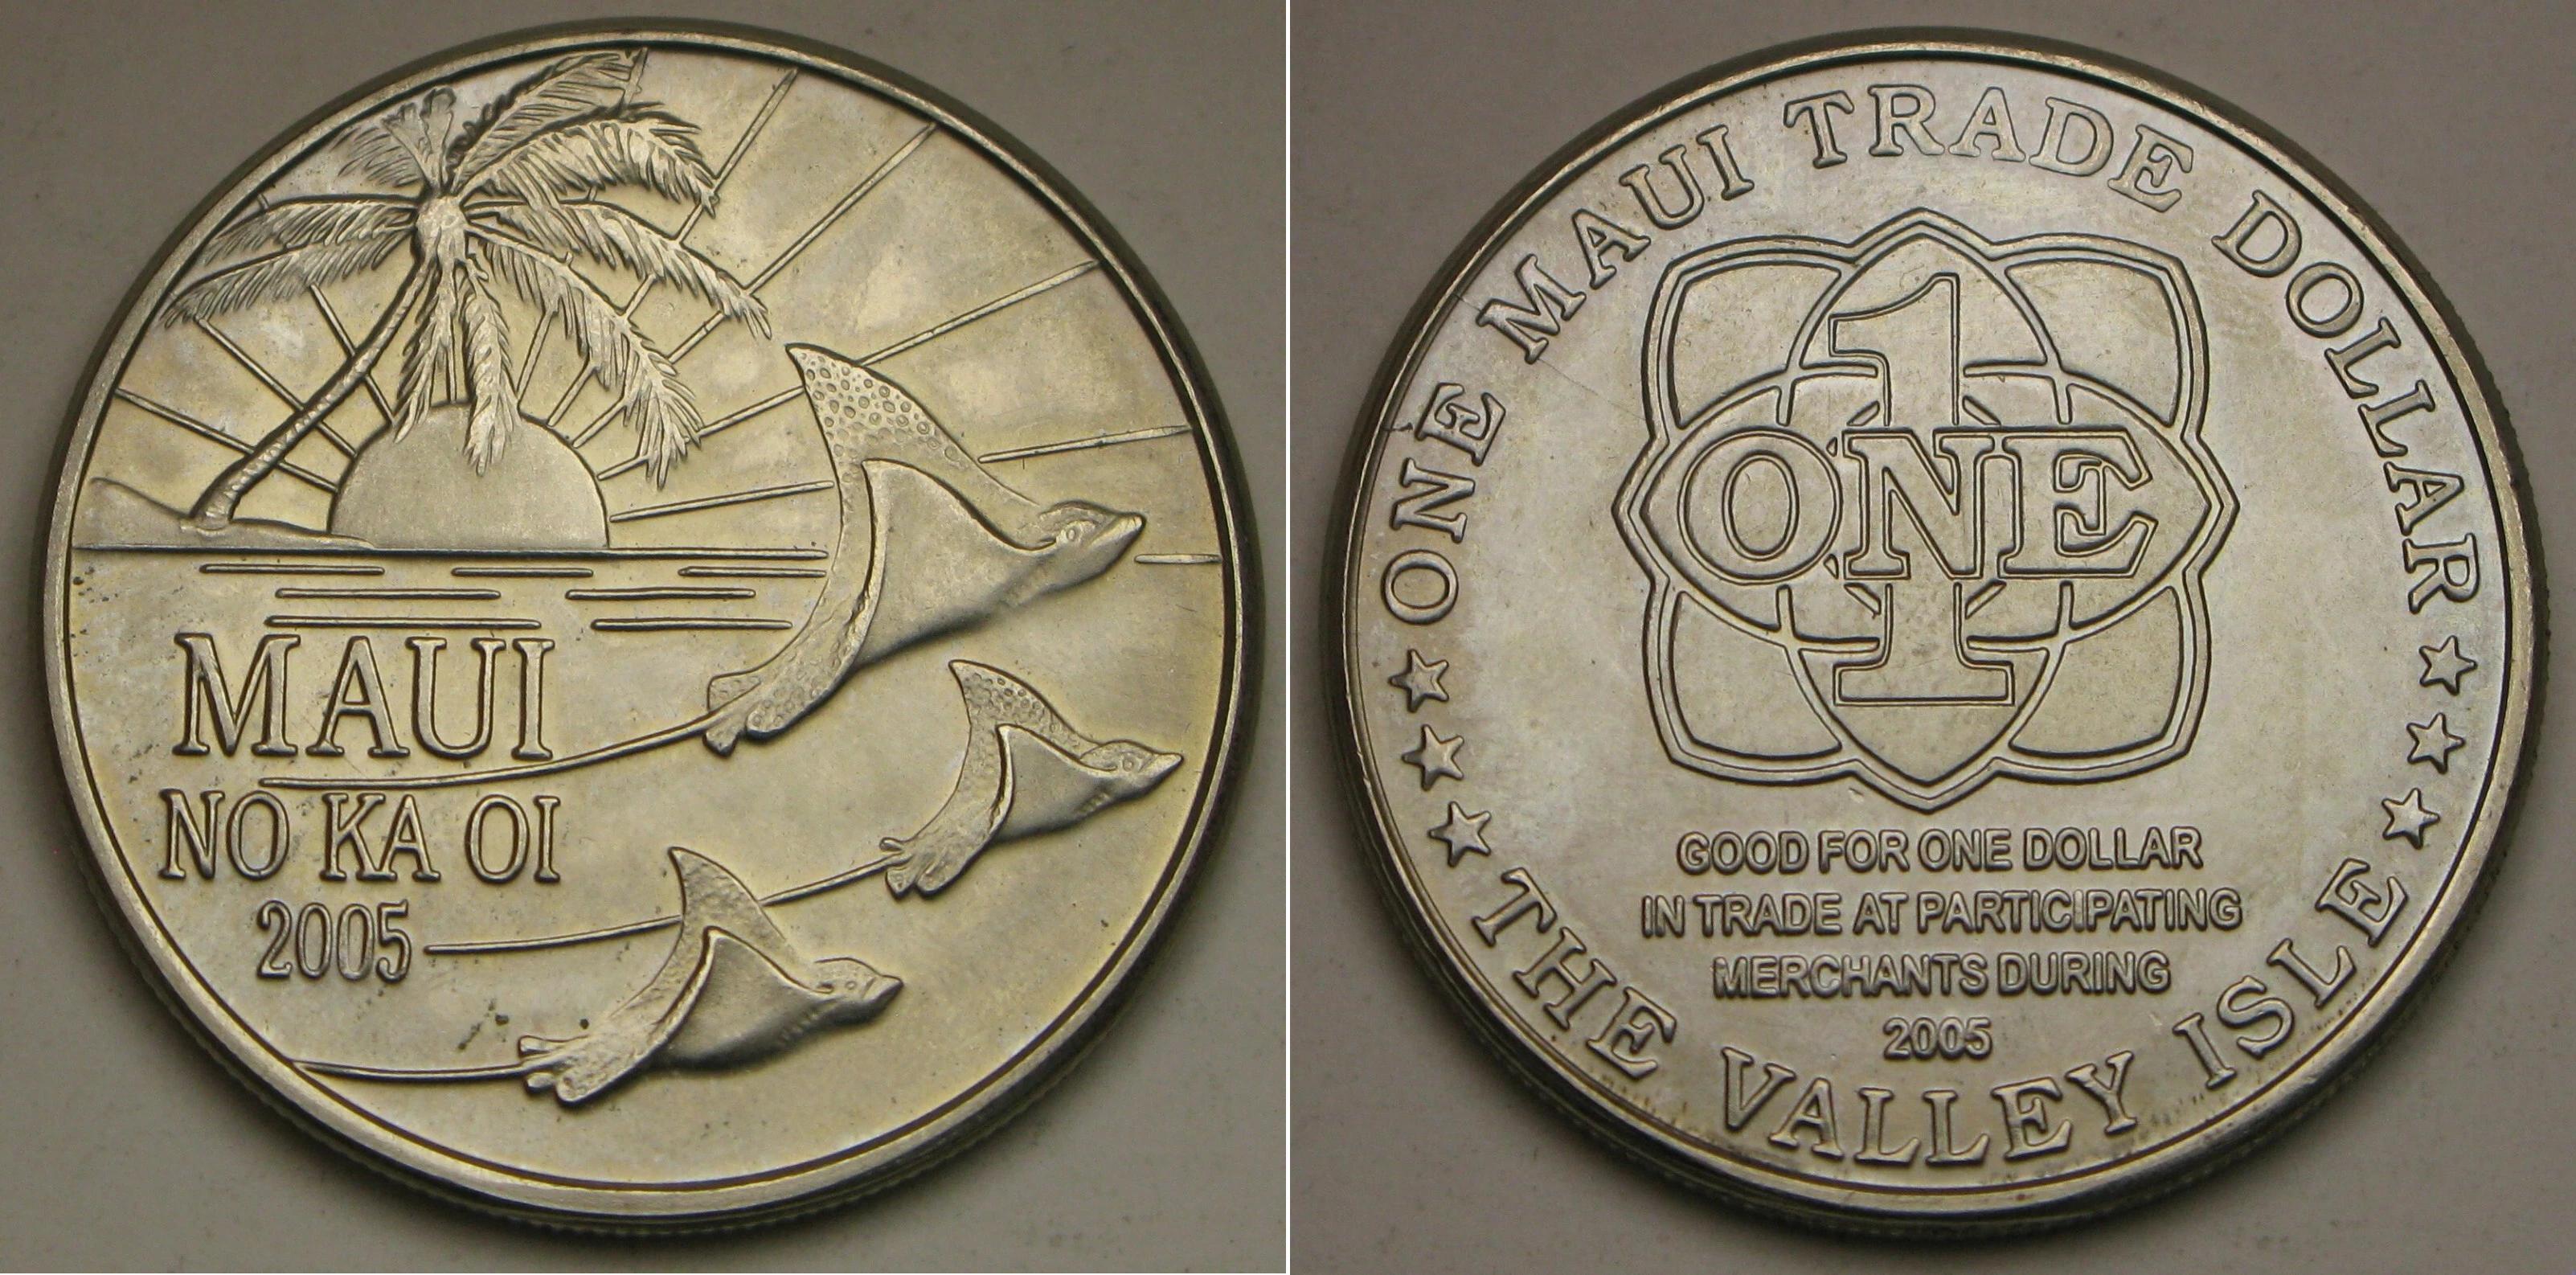 MAUI
NO KA OI
2005
ONE MAUI TRADE DOLLAR
1
ONE
GOOD FOR ONE DOLLAR
IN TRADE AT PARTICIPATING
MERCHANTS DURING
2005
THE VALLEY ISLE